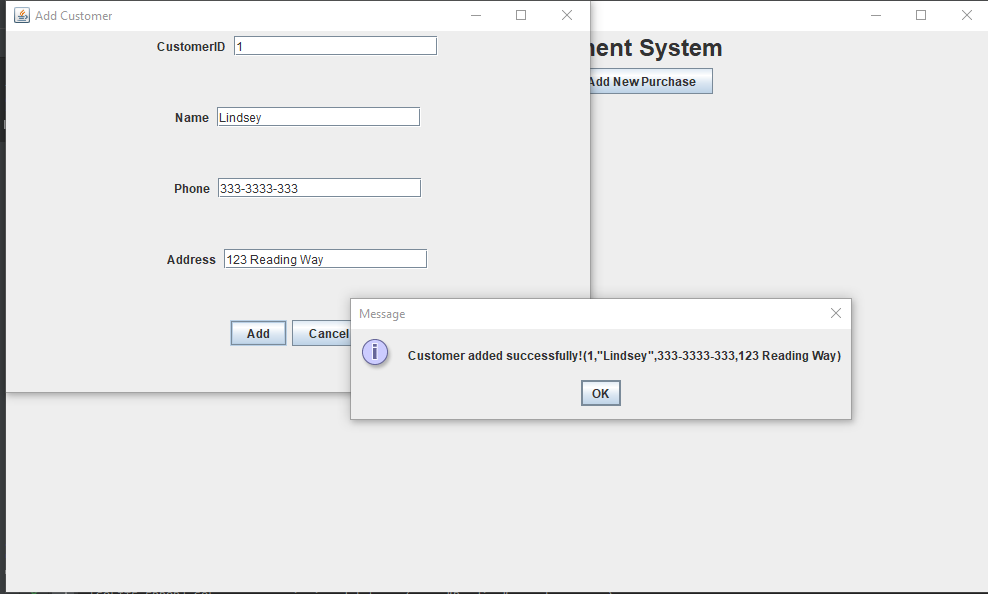 Add Customer
ment System
Add New Purchase
CustomerID 1
Name Lindsey
Phone 333-3333-333
Address 123 Reading Way
Add Cancel
Message
i Customer added successfully!(1,"Lindsey",333-3333-333,123 Reading Way)
OK